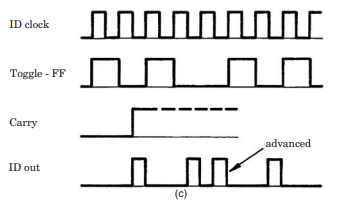 ID clock
Toggle - FF
Carry
advanced
ID out
(c)